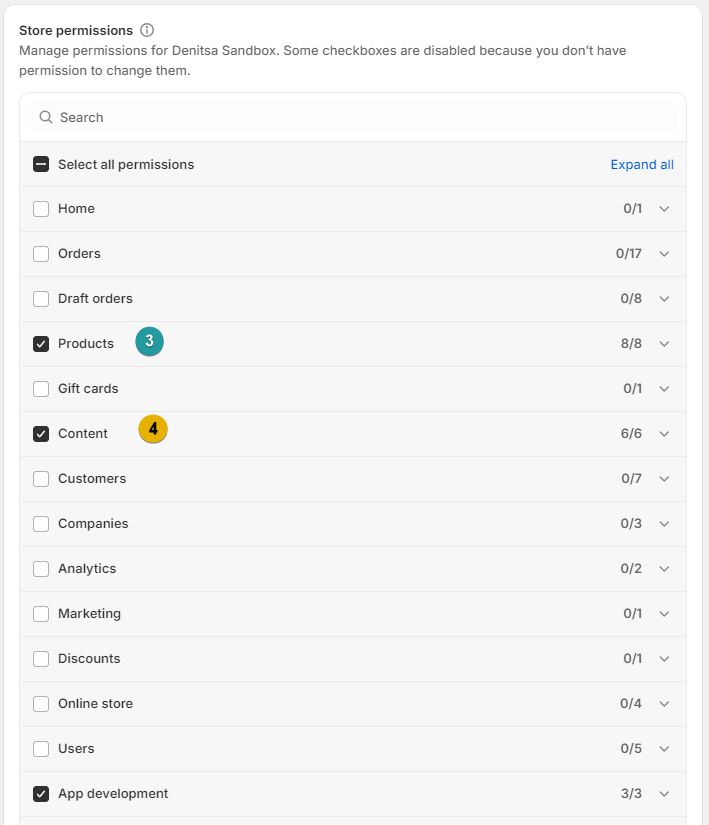 Store permissions
Manage permissions for Denitsa Sandbox. Some checkboxes are disabled because you don’t have
permission to change them.
Search
Select all permissions Expand all
Home 0/1
Orders 0/17
Draft orders 0/8
Products 3 8/8
Gift cards 0/1
Content 4 6/6
Customers 0/7
Companies 0/3
Analytics 0/2
Marketing 0/1
Discounts 0/1
Online store 0/4
Users 0/5
App development 3/3